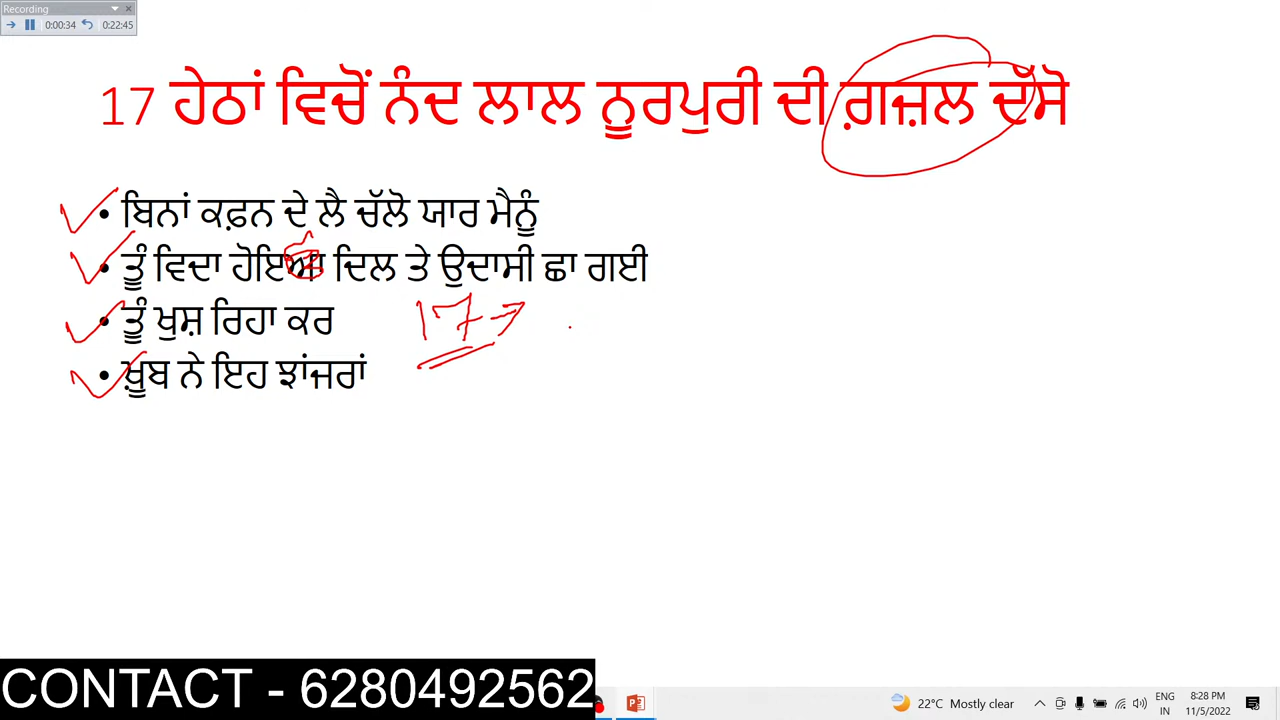 Recording
0:00:34 0:22:45
17 ਹੇਠਾਂ ਵਿਚੋਂ ਨੰਦ ਲਾਲ ਨੂਰਪੁਰੀ ਦੀ ਗ਼ਜ਼ਲ ਦੱਸੋ
• ਬਿਨਾਂ ਕਫ਼ਨ ਦੇ ਲੈ ਚੱਲੋ ਯਾਰ ਮੈਨੂੰ
• ਤੂੰ ਵਿਦਾ ਹੋਇਆ ਦਿਲ ਤੇ ਉਦਾਸੀ ਛਾ ਗਈ
• ਤੂੰ ਖੁਸ਼ ਰਿਹਾ ਕਰ
17→
• ਖ਼ੂਬ ਨੇ ਇਹ ਝਾਂਜਰਾਂ
CONTACT - 6280492562
22°C Mostly clear
ENG
IN
8:28 PM
11/5/2022